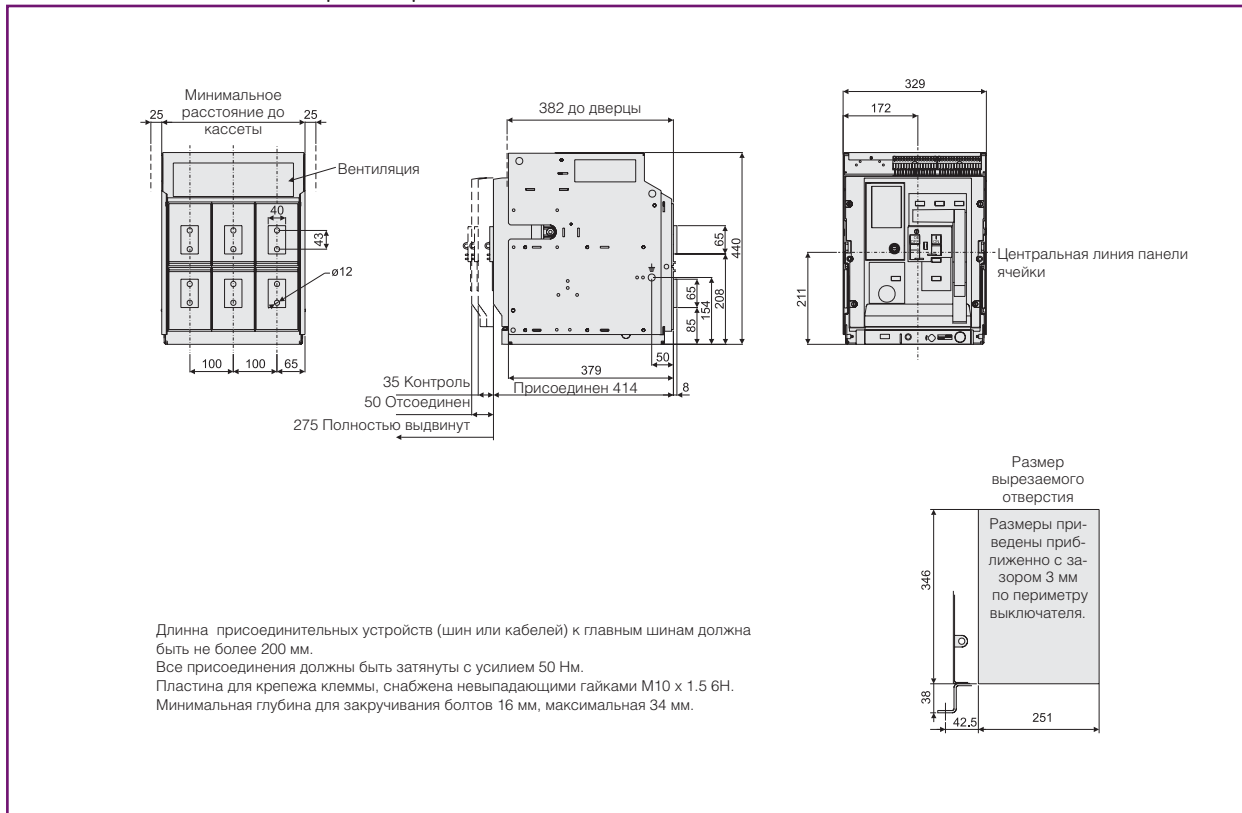 25
Минимальное
расстояние до
кассеты
25
Вентиляция
40
43
ø12
100
100
65
382 до дверцы
440
65
208
154
65
85
50
379
35 Контроль
Присоединен 414
8
50 Отсоединен
275 Полностью выдвинут
329
172
Центральная линия панели
ячейки
211
Размер
вырезаемого
отверстия
Размеры при-
ведены приб-
лиженно с за-
зором 3 мм
по периметру
выключателя.
346
38
42.5
251
Длинна присоединительных устройств (шин или кабелей) к главным шинам должна
быть не более 200 мм.
Все присоединения должны быть затянуты с усилием 50 Нм.
Пластина для крепежа клеммы, снабжена невыпадающими гайками M10 x 1.5 6H.
Минимальная глубина для закручивания болтов 16 мм, максимальная 34 мм.